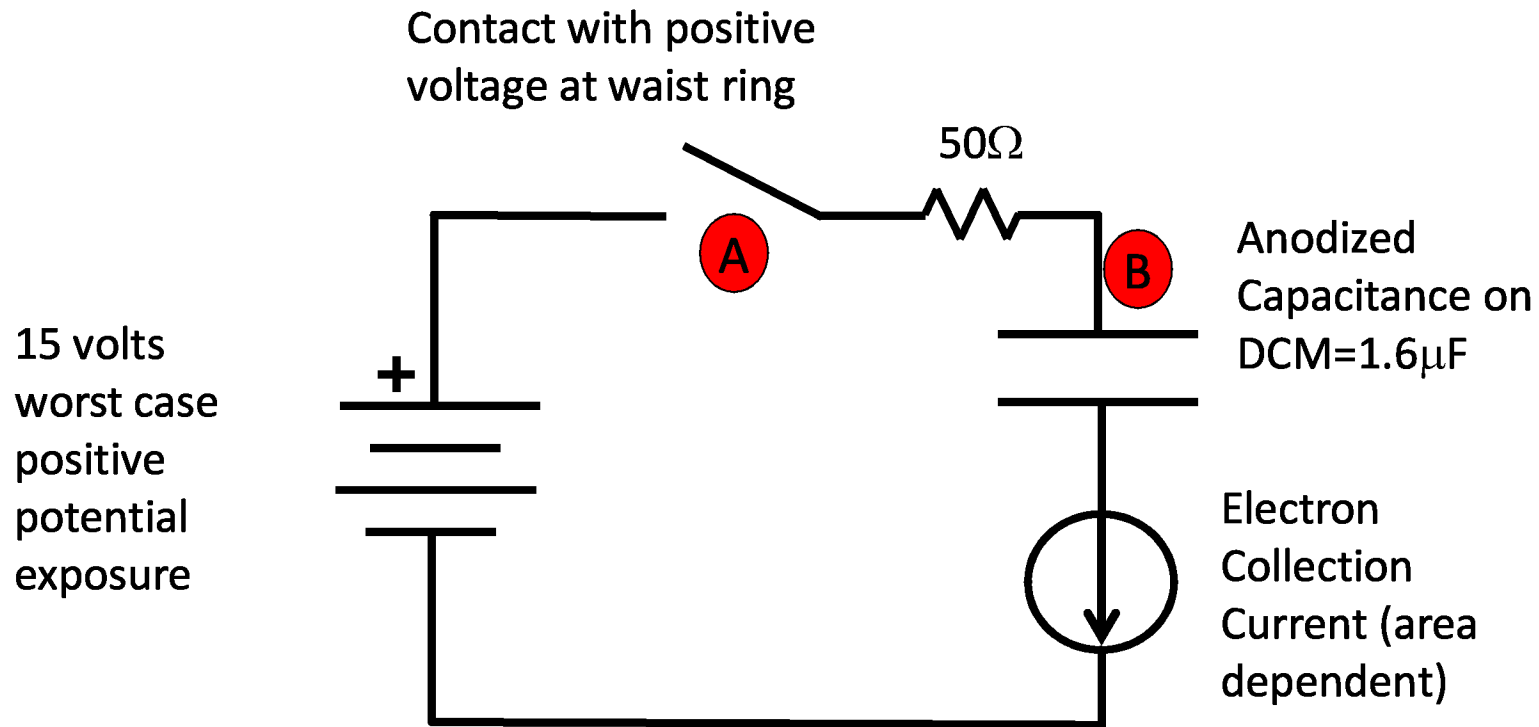 Contact with positive
voltage at waist ring
50Ω
A
B
Anodized
Capacitance on
DCM=1.6μF
15 volts
worst case
positive
potential
exposure
+
Electron
Collection
Current (area
dependent)